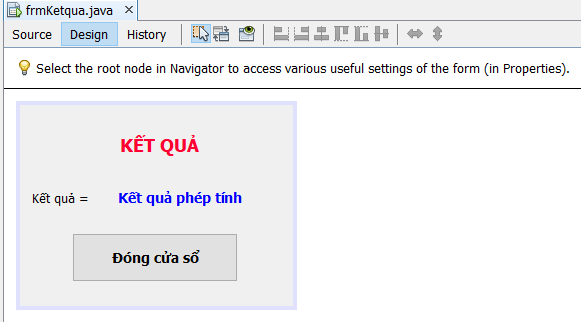 frmKetqua.java
Source Design History
Select the root node in Navigator to access various useful settings of the form (in Properties).
KẾT QUẢ
Kết quả = Kết quả phép tính
Đóng cửa sổ